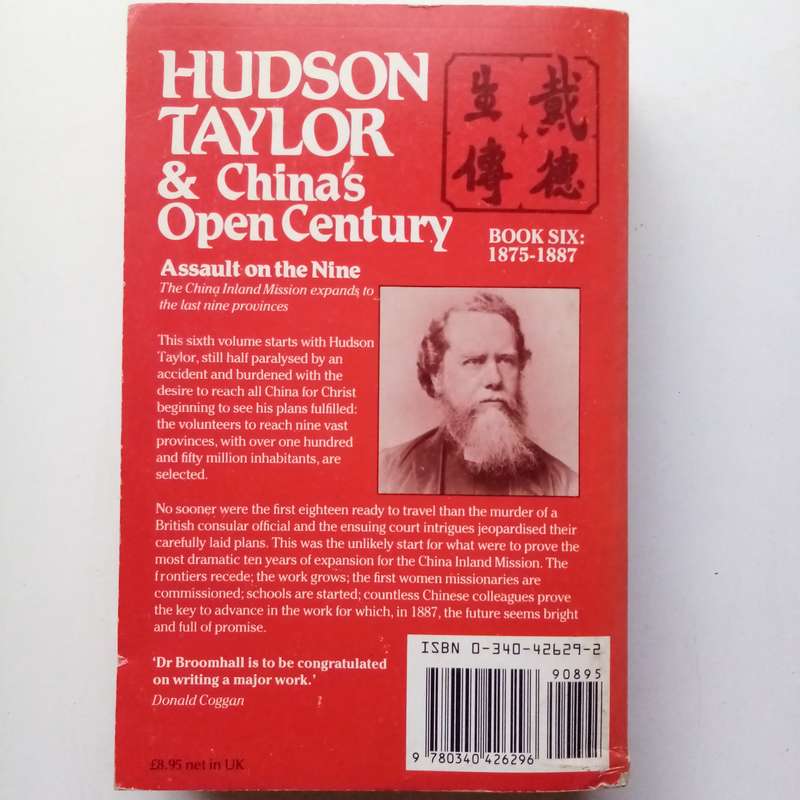 HUDSON
TAYLOR
& China's
Open Century
戴德
生傳
BOOK SIX:
1875-1887
Assault on the Nine
The China Inland Mission expands to
the last nine provinces
This sixth volume starts with Hudson
Taylor, still half paralysed by an
accident and burdened with the
desire to reach all China for Christ
beginning to see his plans fulfilled:
the volunteers to reach nine vast
provinces, with over one hundred
and fifty million inhabitants, are
selected.
No sooner were the first eighteen ready to travel than the murder of a
British consular official and the ensuing court intrigues jeopardised their
carefully laid plans. This was the unlikely start for what were to prove the
most dramatic ten years of expansion for the China Inland Mission. The
frontiers recede; the work grows; the first women missionaries are
commissioned; schools are started; countless Chinese colleagues prove
the key to advance in the work for which, in 1887, the future seems bright
and full of promise.
'Dr Broomhall is to be congratulated
on writing a major work.'
Donald Coggan
£8.95 net in UK
ISBN 0-340-42629-2
90895
9 780340 426296